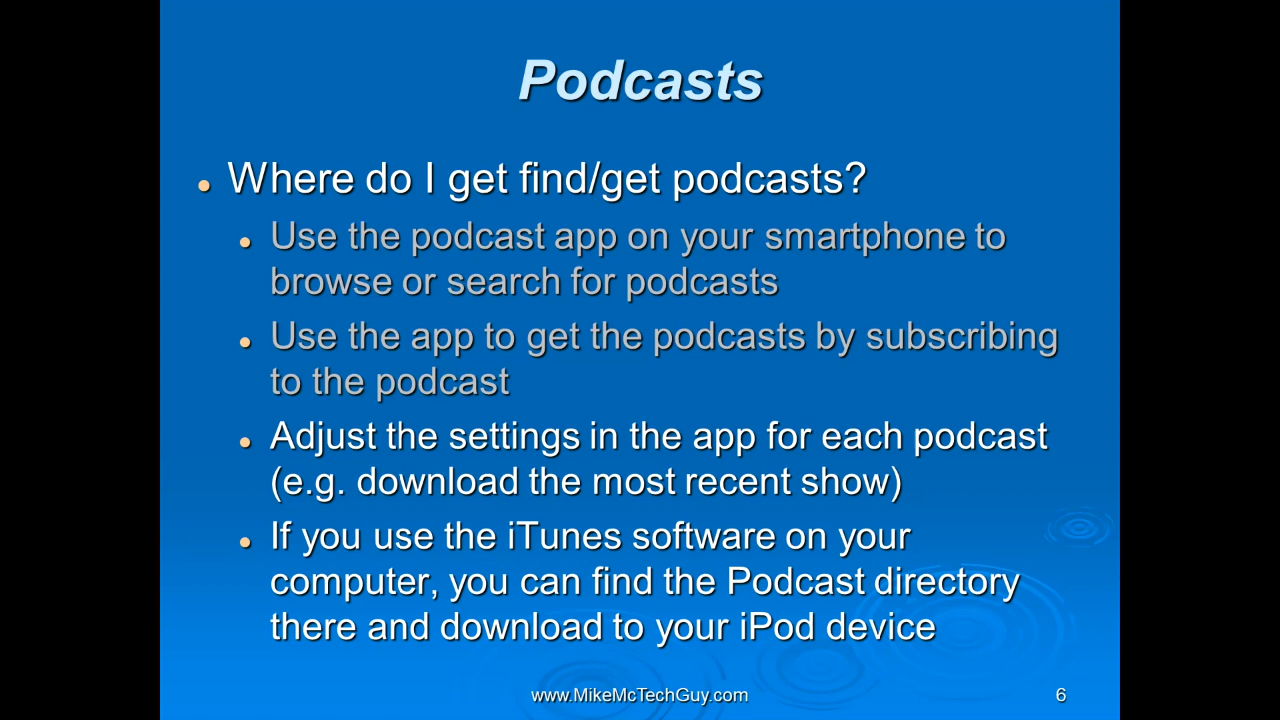 Podcasts
Where do I get find/get podcasts?
Use the podcast app on your smartphone to
browse or search for podcasts
Use the app to get the podcasts by subscribing
to the podcast
Adjust the settings in the app for each podcast
(e.g. download the most recent show)
If you use the iTunes software on your
computer, you can find the Podcast directory
there and download to your iPod device
www.MikeMcTechGuy.com
6